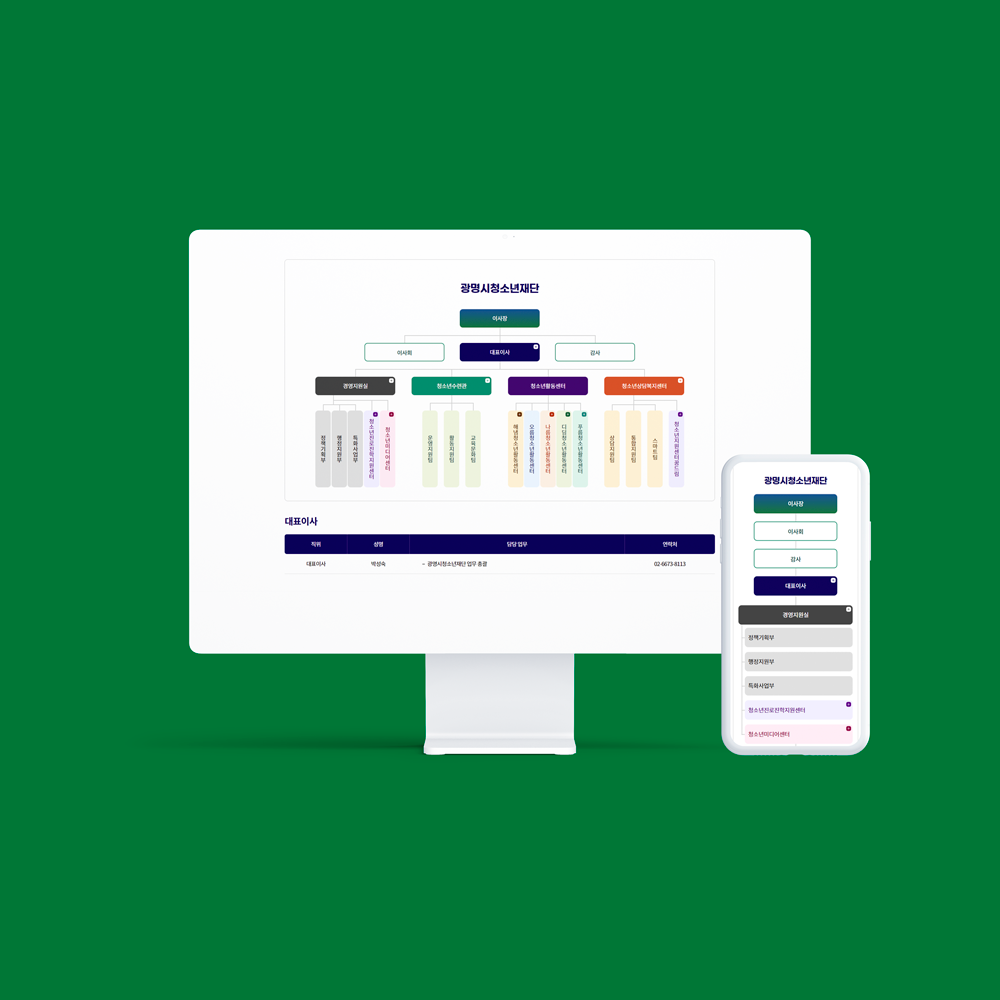 광명시청소년재단
이사장
이사회
대표이사
감사
경영지원실
청소년수련관
청소년활동센터
청소년상담복지센터
정책기획부
행정지원부
특화사업부
청소년진로진학지원센터
청소년미디어센터
운영지원팀
활동지원팀
교육문화팀
해냄청소년활동센터
오름청소년활동센터
나름청소년활동센터
디딤청소년활동센터
푸름청소년활동센터
상담지원팀
통합지원팀
스마트팀
청소년지원센터꿈드림
대표이사
직위 성명 담당 업무 연락처
대표이사 박성숙 – 광명시청소년재단 업무 총괄 02-6673-8113
광명시청소년재단
이사장
이사회
감사
대표이사
경영지원실
정책기획부
행정지원부
특화사업부
청소년진로진학지원센터
청소년미디어센터